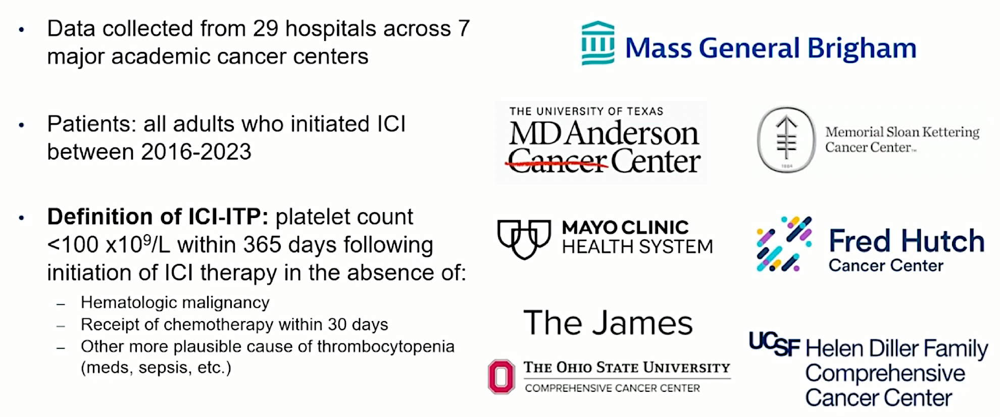 • Data collected from 29 hospitals across 7
major academic cancer centers
• Patients: all adults who initiated ICI
between 2016-2023
• Definition of ICI-ITP: platelet count
<100 x10⁹/L within 365 days following
initiation of ICI therapy in the absence of:
– Hematologic malignancy
– Receipt of chemotherapy within 30 days
– Other more plausible cause of thrombocytopenia
(meds, sepsis, etc.)
Mass General Brigham
THE UNIVERSITY OF TEXAS
MD Anderson
Cancer Center
1884
Memorial Sloan Kettering
Cancer Center™
MAYO CLINIC
HEALTH SYSTEM
Fred Hutch
Cancer Center
The James
THE OHIO STATE UNIVERSITY
COMPREHENSIVE CANCER CENTER
UCSF Helen Diller Family
Comprehensive
Cancer Center